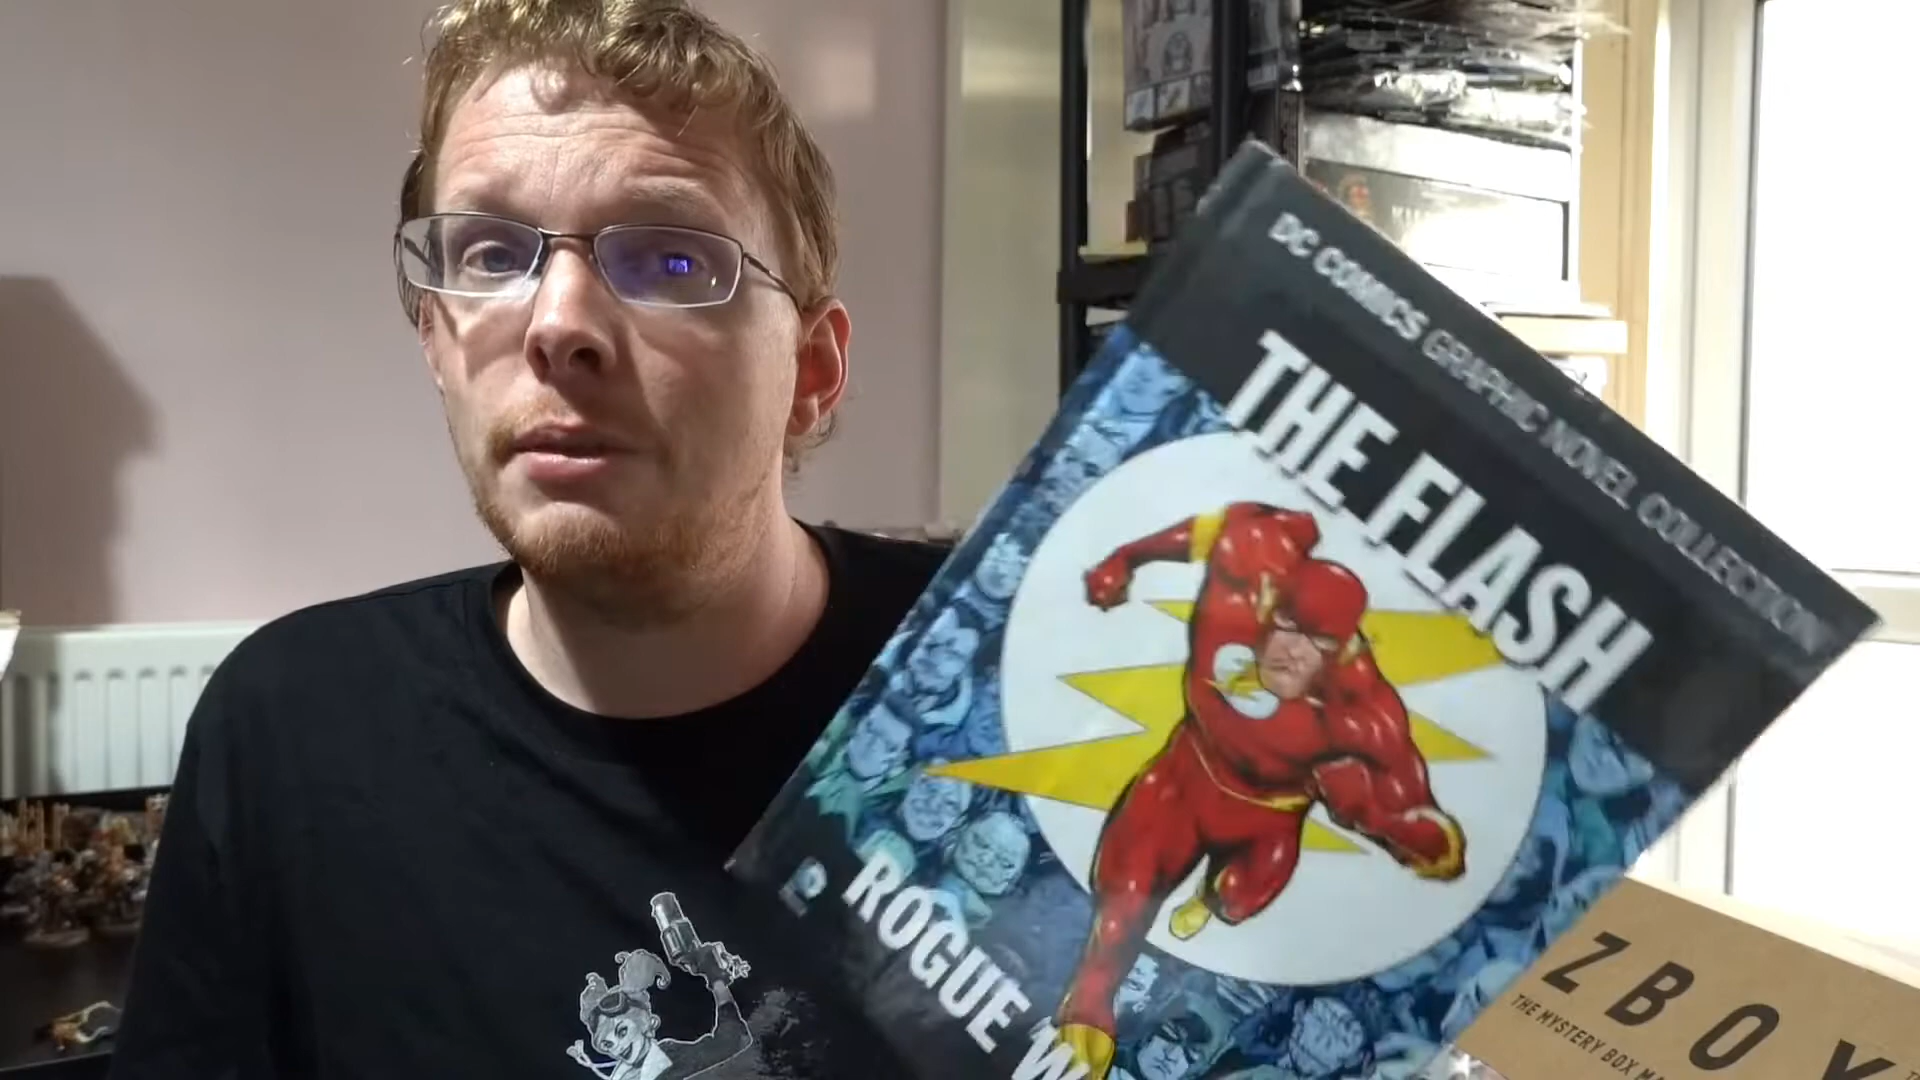 DC COMICS GRAPHIC NOVEL COLLECTION
THE FLASH
ROGUE W
ZBOX
THE MYSTERY BOX